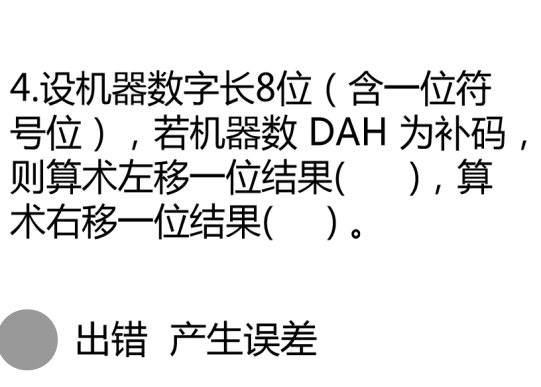 4.设机器数字长8位（含一位符
号位），若机器数 DAH 为补码，
则算术左移一位结果(      )，算
术右移一位结果(     )。
出错  产生误差